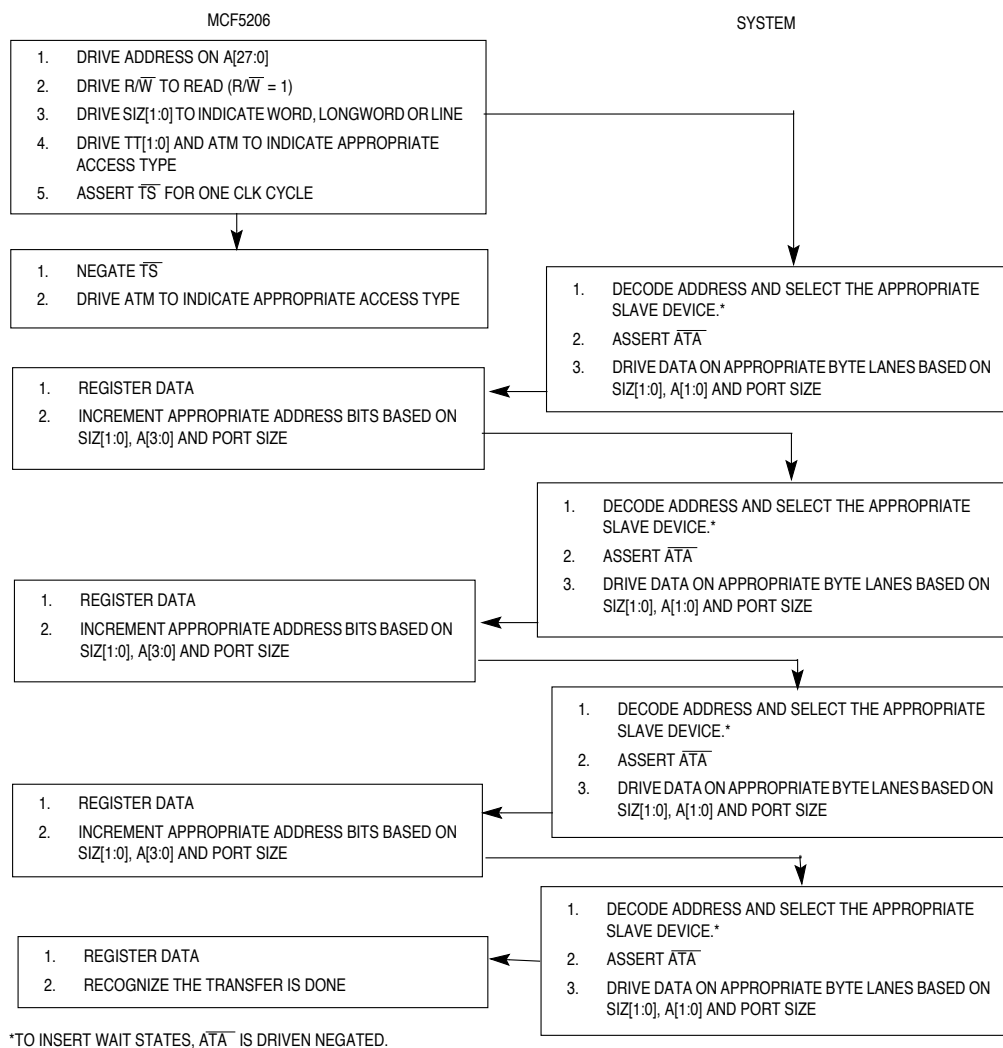 MCF5206
SYSTEM
1. DRIVE ADDRESS ON A[27:0]
2. DRIVE R/W̅ TO READ (R/W̅ = 1)
3. DRIVE SIZ[1:0] TO INDICATE WORD, LONGWORD OR LINE
4. DRIVE TT[1:0] AND ATM TO INDICATE APPROPRIATE
ACCESS TYPE
5. ASSERT T̅S̅ FOR ONE CLK CYCLE
1. NEGATE T̅S̅
2. DRIVE ATM TO INDICATE APPROPRIATE ACCESS TYPE
1. DECODE ADDRESS AND SELECT THE APPROPRIATE
SLAVE DEVICE.*
2. ASSERT A̅T̅A̅
3. DRIVE DATA ON APPROPRIATE BYTE LANES BASED ON
SIZ[1:0], A[1:0] AND PORT SIZE
1. REGISTER DATA
2. INCREMENT APPROPRIATE ADDRESS BITS BASED ON
SIZ[1:0], A[3:0] AND PORT SIZE
1. DECODE ADDRESS AND SELECT THE APPROPRIATE
SLAVE DEVICE.*
2. ASSERT A̅T̅A̅
3. DRIVE DATA ON APPROPRIATE BYTE LANES BASED ON
SIZ[1:0], A[1:0] AND PORT SIZE
1. REGISTER DATA
2. INCREMENT APPROPRIATE ADDRESS BITS BASED ON
SIZ[1:0], A[3:0] AND PORT SIZE
1. DECODE ADDRESS AND SELECT THE APPROPRIATE
SLAVE DEVICE.*
2. ASSERT A̅T̅A̅
3. DRIVE DATA ON APPROPRIATE BYTE LANES BASED ON
SIZ[1:0], A[1:0] AND PORT SIZE
1. REGISTER DATA
2. INCREMENT APPROPRIATE ADDRESS BITS BASED ON
SIZ[1:0], A[3:0] AND PORT SIZE
1. DECODE ADDRESS AND SELECT THE APPROPRIATE
SLAVE DEVICE.*
2. ASSERT A̅T̅A̅
3. DRIVE DATA ON APPROPRIATE BYTE LANES BASED ON
SIZ[1:0], A[1:0] AND PORT SIZE
1. REGISTER DATA
2. RECOGNIZE THE TRANSFER IS DONE
*TO INSERT WAIT STATES, A̅T̅A̅ IS DRIVEN NEGATED.